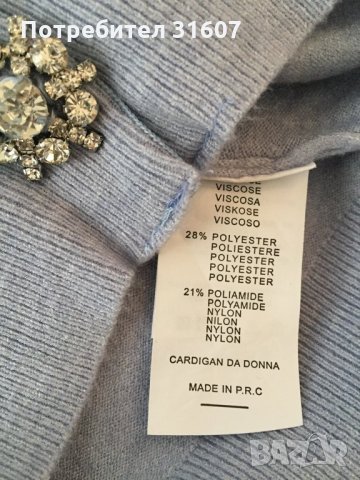 Потребител 31607
VISCOSE
VISCOSA
VISKOSE
VISCOSO
28% POLYESTER
POLIESTERE
POLYESTER
POLYESTER
POLYESTER
21% POLIAMIDE
POLYAMIDE
NYLON
NILON
NYLON
NYLON
CARDIGAN DA DONNA
MADE IN P.R.C
BAZAR